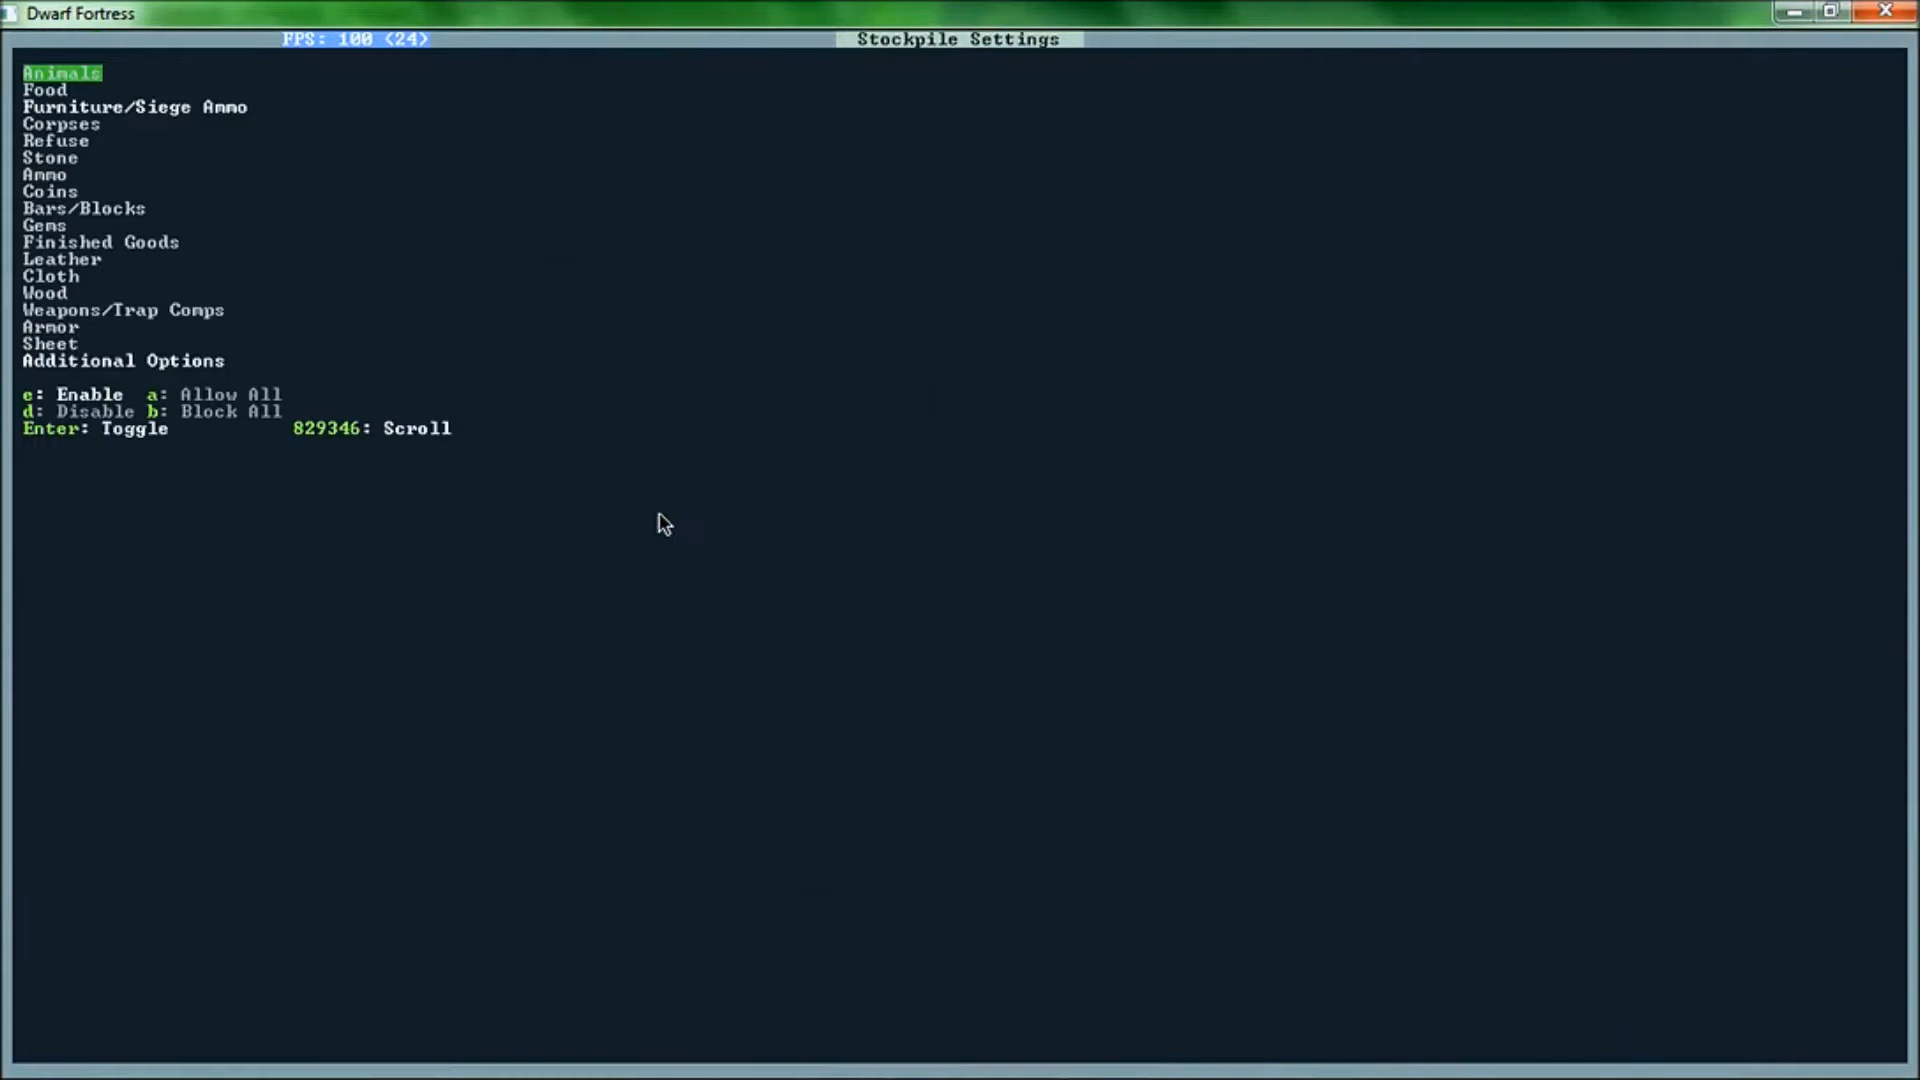 Dwarf Fortress
FPS: 100 (24)
Stockpile Settings
Animals
Food
Furniture/Siege Ammo
Corpses
Refuse
Stone
Ammo
Coins
Bars/Blocks
Gems
Finished Goods
Leather
Cloth
Wood
Weapons/Trap Comps
Armor
Sheet
Additional Options
e: Enable a: Allow All
d: Disable b: Block All
Enter: Toggle 829346: Scroll